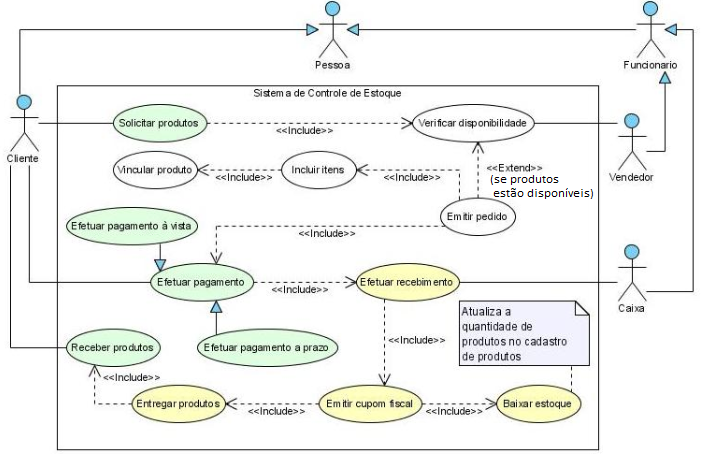 Pessoa
Funcionario
Sistema de Controle de Estoque
Solicitar produtos
<<Include>>
Verificar disponibilidade
Cliente
Vendedor
Vincular produto
<<Include>>
Incluir itens
<<Include>>
<<Extend>>
(se produtos
estão disponíveis)
Efetuar pagamento à vista
Emitir pedido
<<Include>>
Efetuar pagamento
<<Include>>
Efetuar recebimento
Caixa
Atualiza a
quantidade de
produtos no cadastro
de produtos
<<Include>>
Receber produtos
Efetuar pagamento a prazo
<<Include>>
Entregar produtos
<<Include>>
Emitir cupom fiscal
<<Include>>
Baixar estoque